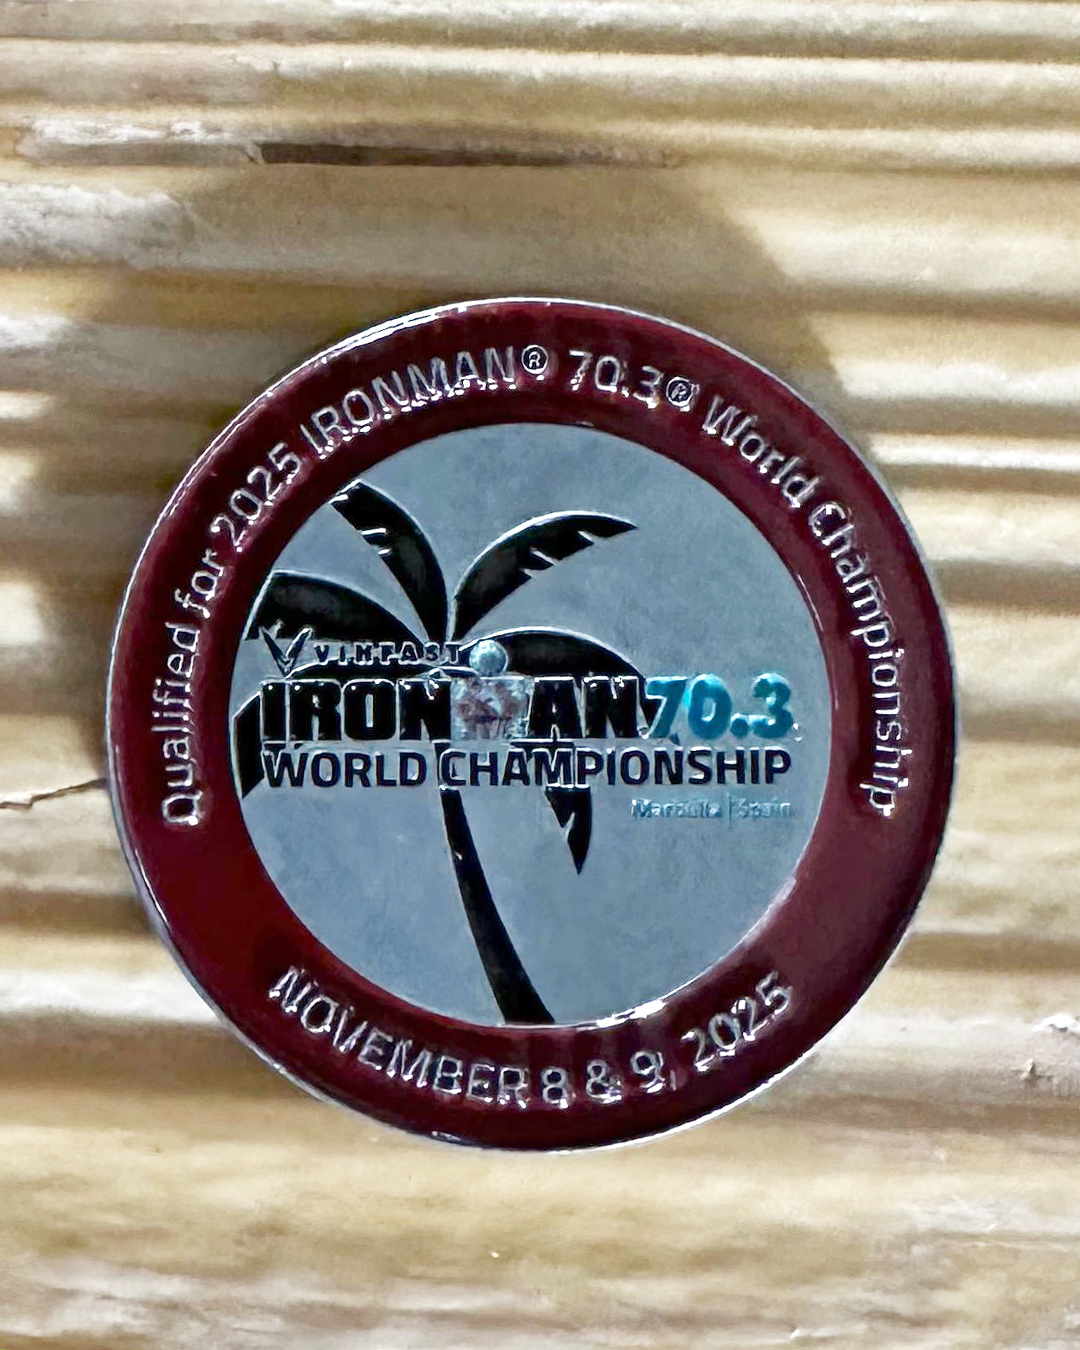 Qualified for 2025 IRONMAN® 70.3® World Championship
VINFAST
IRONMAN 70.3
WORLD CHAMPIONSHIP
Marbella | Spain
NOVEMBER 8 & 9, 2025